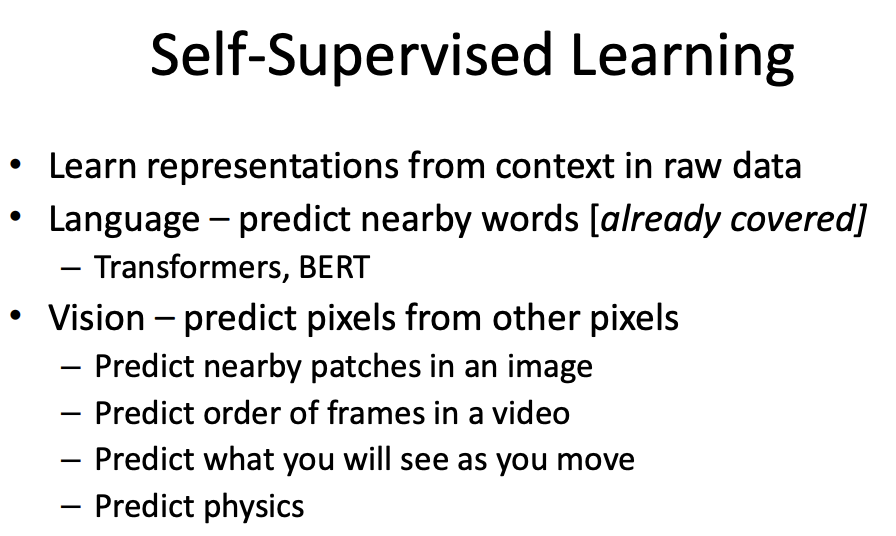 Self-Supervised Learning
• Learn representations from context in raw data
• Language – predict nearby words [already covered]
– Transformers, BERT
• Vision – predict pixels from other pixels
– Predict nearby patches in an image
– Predict order of frames in a video
– Predict what you will see as you move
– Predict physics